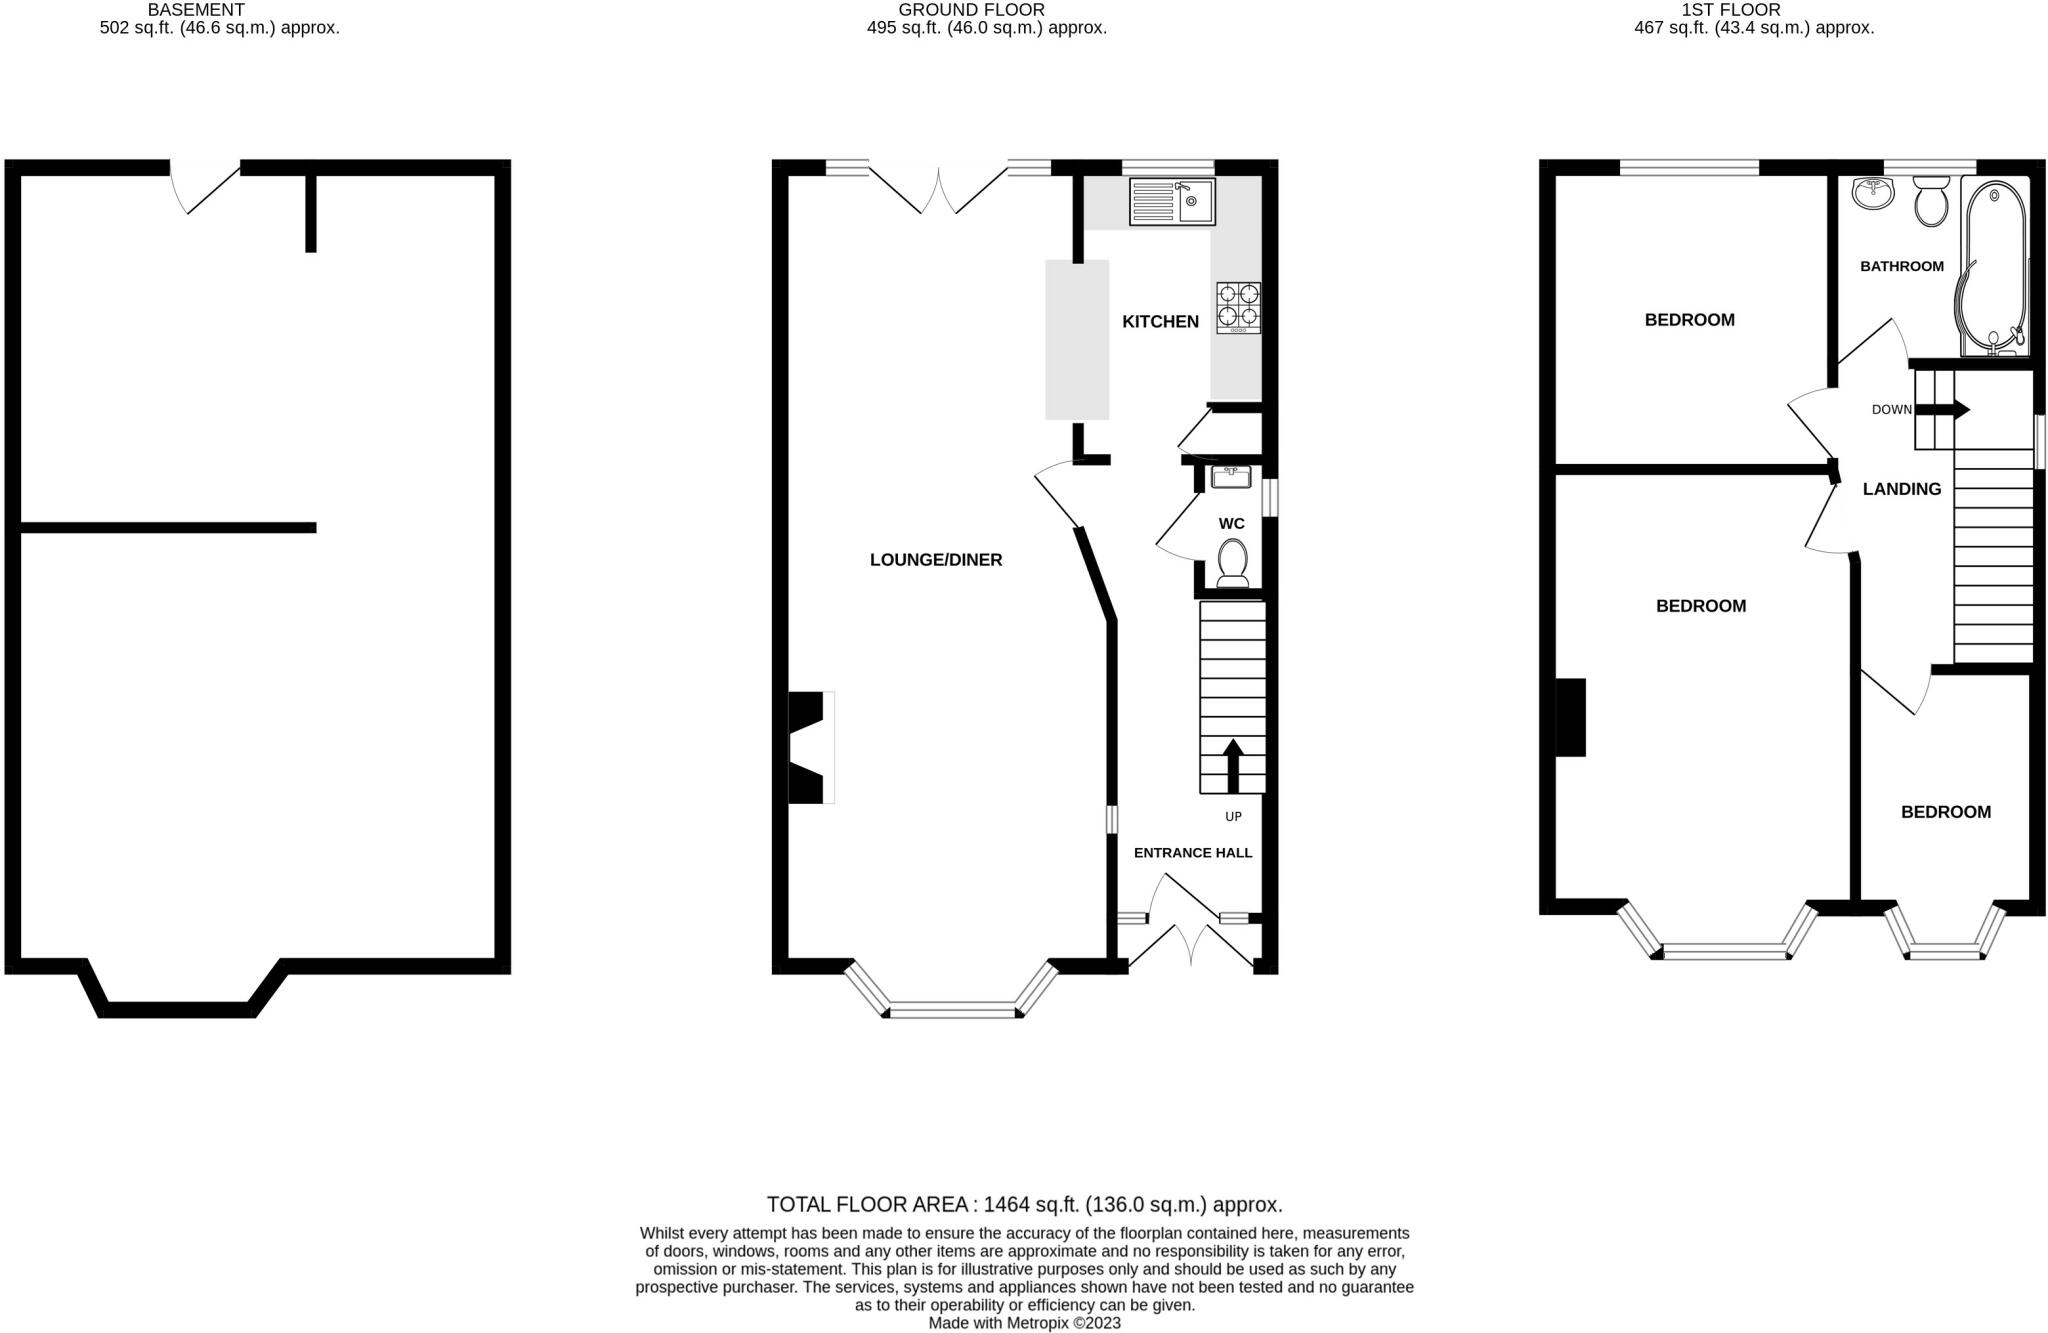 BASEMENT
502 sq.ft. (46.6 sq.m.) approx.
GROUND FLOOR
495 sq.ft. (46.0 sq.m.) approx.
1ST FLOOR
467 sq.ft. (43.4 sq.m.) approx.
KITCHEN
WC
LOUNGE/DINER
UP
ENTRANCE HALL
BATHROOM
BEDROOM
DOWN
LANDING
BEDROOM
BEDROOM
TOTAL FLOOR AREA : 1464 sq.ft. (136.0 sq.m.) approx.
Whilst every attempt has been made to ensure the accuracy of the floorplan contained here, measurements
of doors, windows, rooms and any other items are approximate and no responsibility is taken for any error,
omission or mis-statement. This plan is for illustrative purposes only and should be used as such by any
prospective purchaser. The services, systems and appliances shown have not been tested and no guarantee
as to their operability or efficiency can be given.
Made with Metropix ©2023